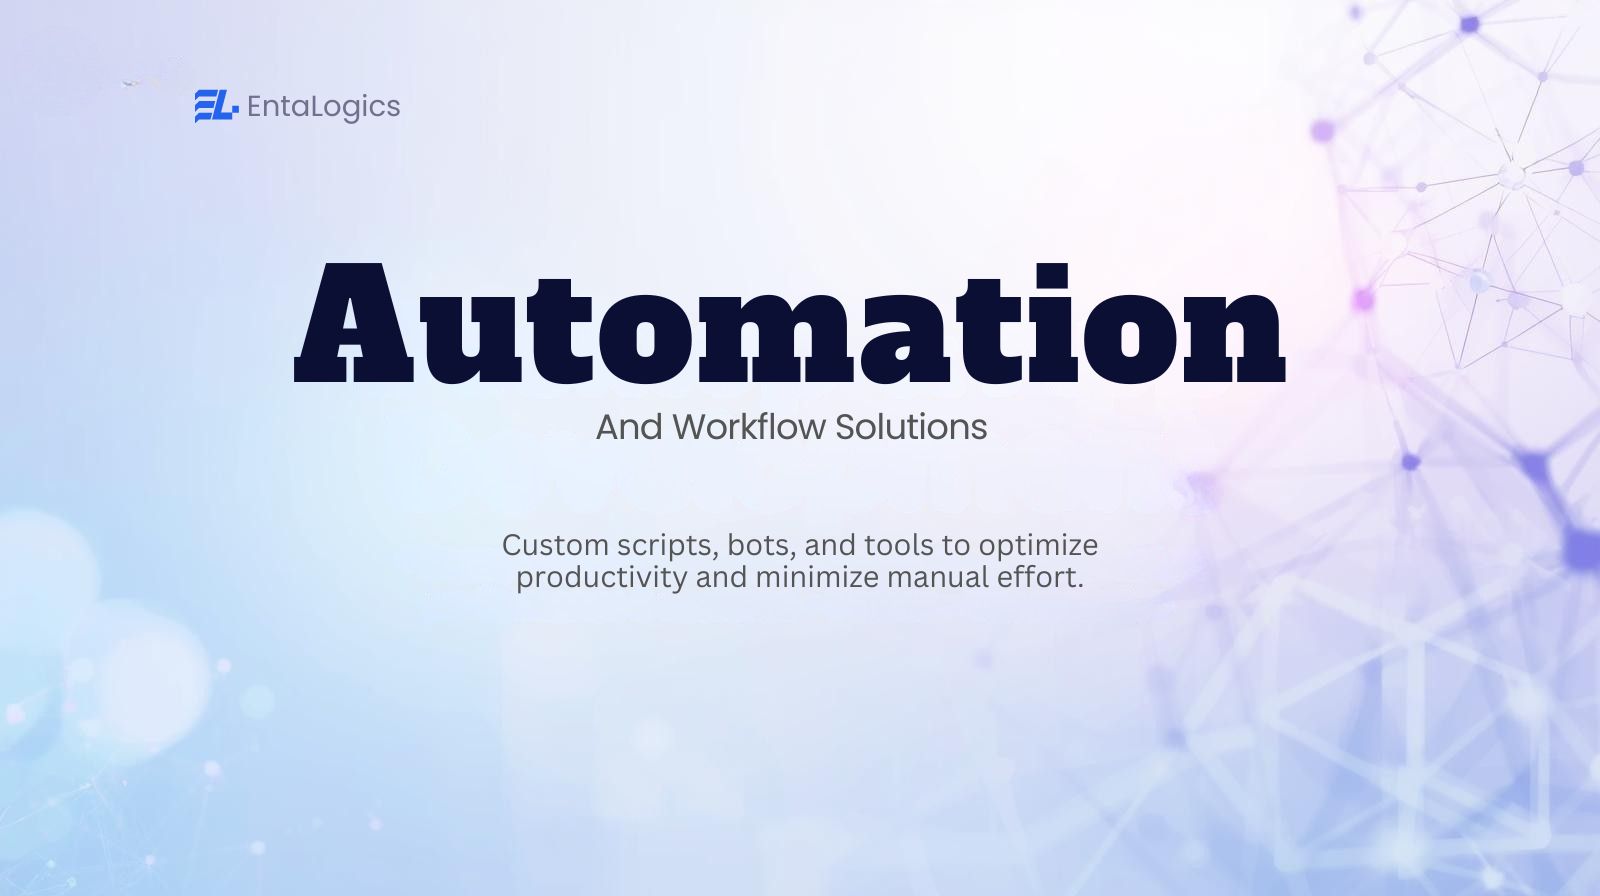 EntaLogics
Automation
And Workflow Solutions
Custom scripts, bots, and tools to optimize
productivity and minimize manual effort.